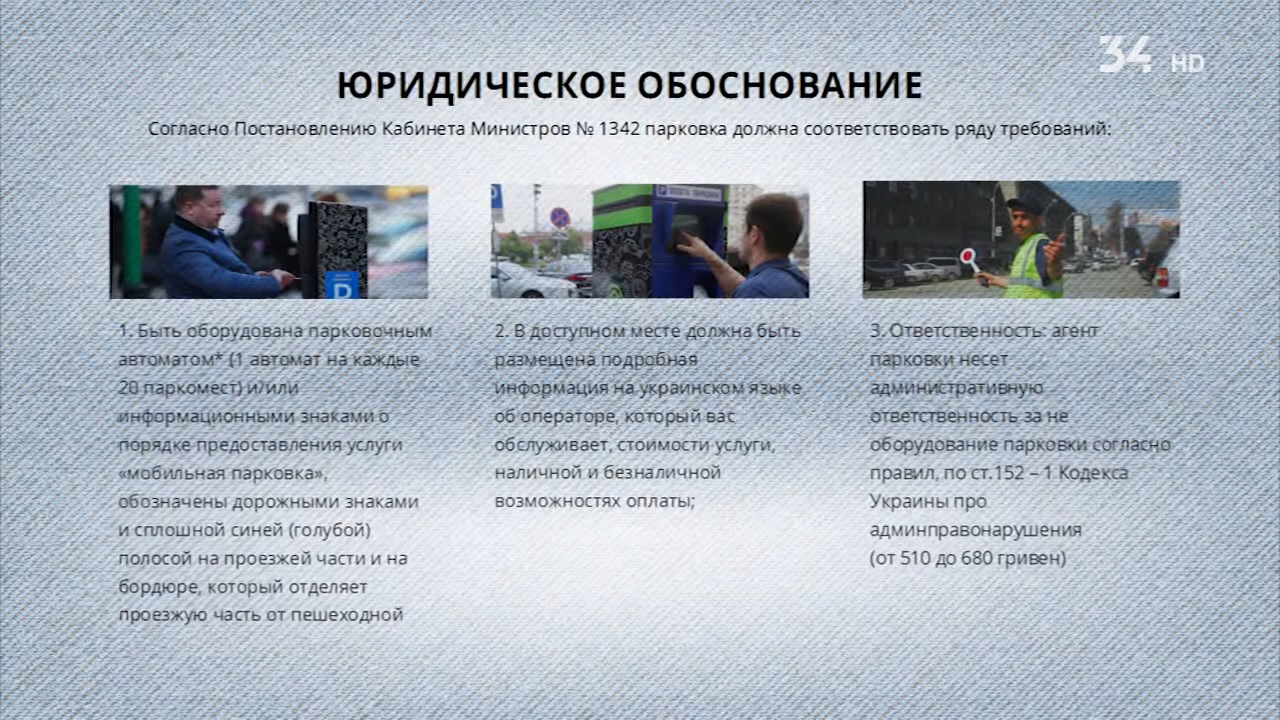 34 HD
ЮРИДИЧЕСКОЕ ОБОСНОВАНИЕ
Согласно Постановлению Кабинета Министров № 1342 парковка должна соответствовать ряду требований:
P
1. Быть оборудована парковочным
автоматом* (1 автомат на каждые
20 паркомест) и/или
информационными знаками о
порядке предоставления услуги
«мобильная парковка»,
обозначены дорожными знаками
и сплошной синей (голубой)
полосой на проезжей части и на
бордюре, который отделяет
проезжую часть от пешеходной
2. В доступном месте должна быть
размещена подробная
информация на украинском языке
об операторе, который вас
обслуживает, стоимости услуги,
наличной и безналичной
возможностях оплаты;
3. Ответственность: агент
парковки несет
административную
ответственность за не
оборудование парковки согласно
правил, по ст.152 – 1 Кодекса
Украины про
админправонарушения
(от 510 до 680 гривен)